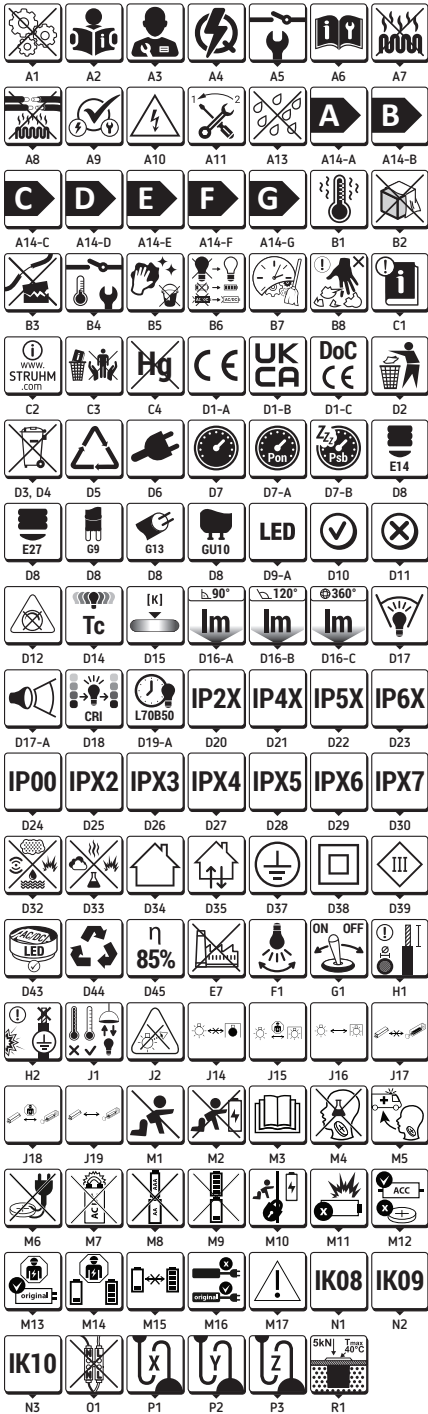 A1 A2 A3 A4 A5 A6 A7
1 2 A B
A8 A9 A10 A11 A13 A14-A A14-B
C D E F G
A14-C A14-D A14-E A14-F A14-G B1 B2
B3 B4 B5 B6 B7 B8 C1
www.
STRUHM
.com
Hg CE UK
CA DoC
CE
C2 C3 C4 D1-A D1-B D1-C D2
Pon Zzz
Psb E14
D3, D4 D5 D6 D7 D7-A D7-B D8
E27 G9 G13 GU10 LED
D8 D8 D8 D8 D9-A D10 D11
Tc [K] 90°
lm 120°
lm 360°
lm
D12 D14 D15 D16-A D16-B D16-C D17
CRI L70B50 IP2X IP4X IP5X IP6X
D17-A D18 D19-A D20 D21 D22 D23
IP00 IPX2 IPX3 IPX4 IPX5 IPX6 IPX7
D24 D25 D26 D27 D28 D29 D30
III
D32 D33 D34 D35 D37 D38 D39
AC/DC
LED η
85% ON OFF
D43 D44 D45 E7 F1 G1 H1
H2 J1 J2 J14 J15 J16 J17
J18 J19 M1 M2 M3 M4 M5
AAA
AA ACC
M6 M7 M8 M9 M10 M11 M12
original original IK08 IK09
M13 M14 M15 M16 M17 N1 N2
IK10 X Y Z 5kN Tmax
40°C
N3 O1 P1 P2 P3 R1